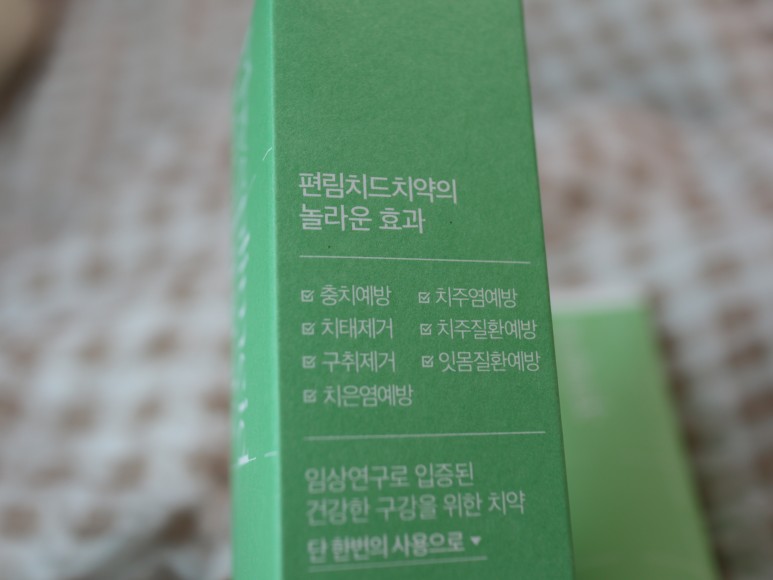 편림치드치약의
놀라운 효과
충치예방 치주염예방
치태제거 치주질환예방
구취제거 잇몸질환예방
치은염예방
임상연구로 입증된
건강한 구강을 위한 치약
단 한번의 사용으로